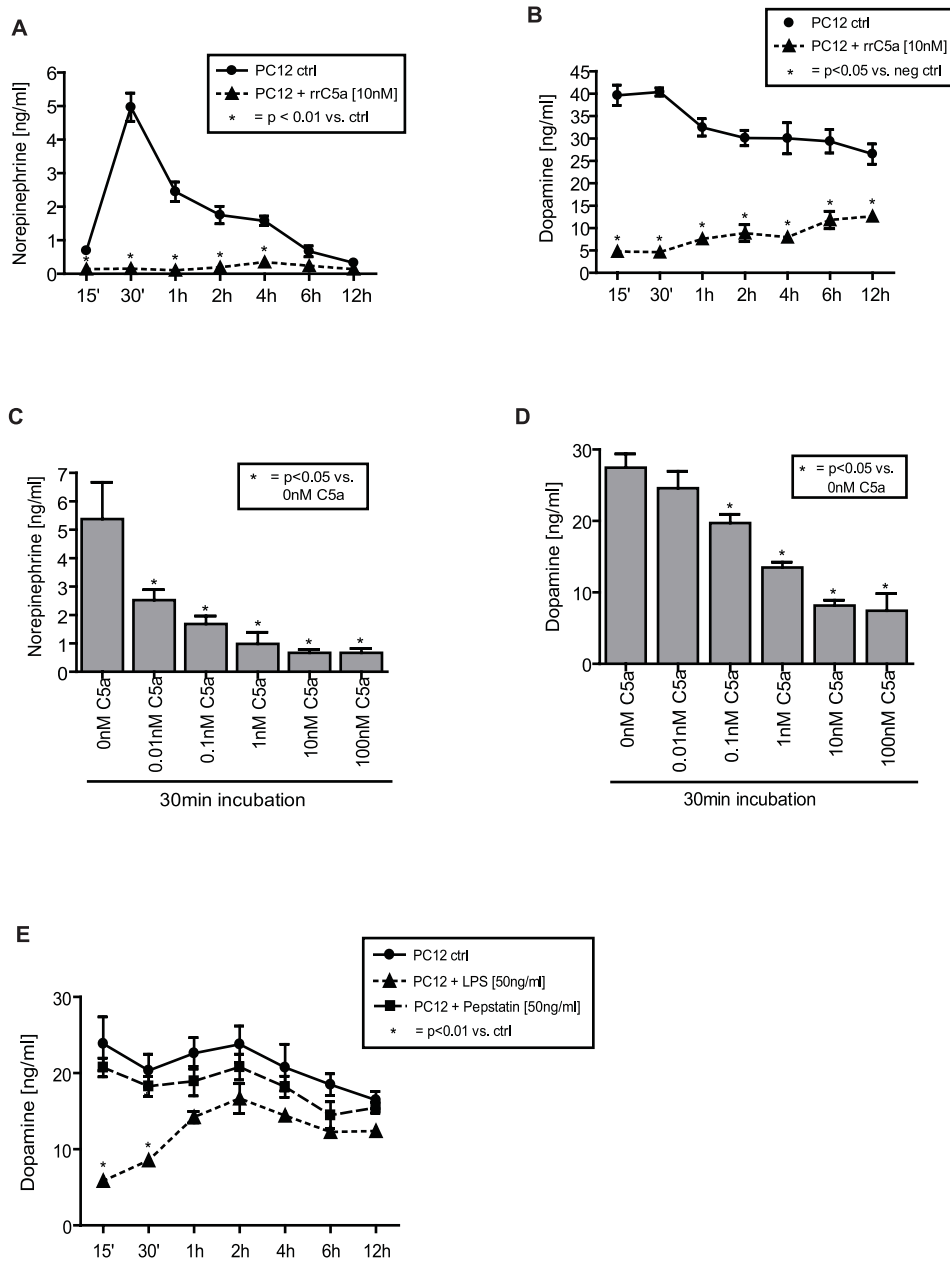 A
PC12 ctrl
PC12 + rrC5a [10nM]
* = p < 0.01 vs. ctrl
Norepinephrine [ng/ml]
6
5
4
3
2
1
0
* * * * *
15' 30' 1h 2h 4h 6h 12h
B
PC12 ctrl
PC12 + rrC5a [10nM]
* = p<0.05 vs. neg ctrl
Dopamine [ng/ml]
45
40
35
30
25
20
15
10
5
0
* * * * * * *
15' 30' 1h 2h 4h 6h 12h
C
* = p<0.05 vs.
0nM C5a
Norepinephrine [ng/ml]
7
6
5
4
3
2
1
0
* * * * *
0nM C5a
0.01nM C5a
0.1nM C5a
1nM C5a
10nM C5a
100nM C5a
30min incubation
D
* = p<0.05 vs.
0nM C5a
Dopamine [ng/ml]
30
20
10
0
* * * *
0nM C5a
0.01nM C5a
0.1nM C5a
1nM C5a
10nM C5a
100nM C5a
30min incubation
E
PC12 ctrl
PC12 + LPS [50ng/ml]
PC12 + Pepstatin [50ng/ml]
* = p<0.01 vs. ctrl
Dopamine [ng/ml]
30
20
10
0
* *
15' 30' 1h 2h 4h 6h 12h